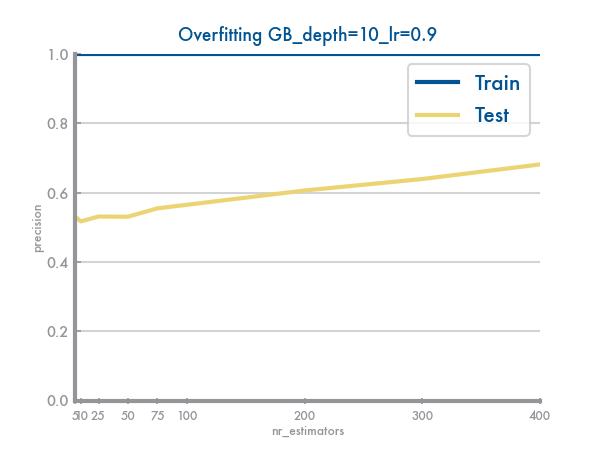 Overfitting GB_depth=10_lr=0.9
Train
Test
precision
1.0
0.8
0.6
0.4
0.2
0.0
5 10 25 50 75 100 200 300 400
nr_estimators